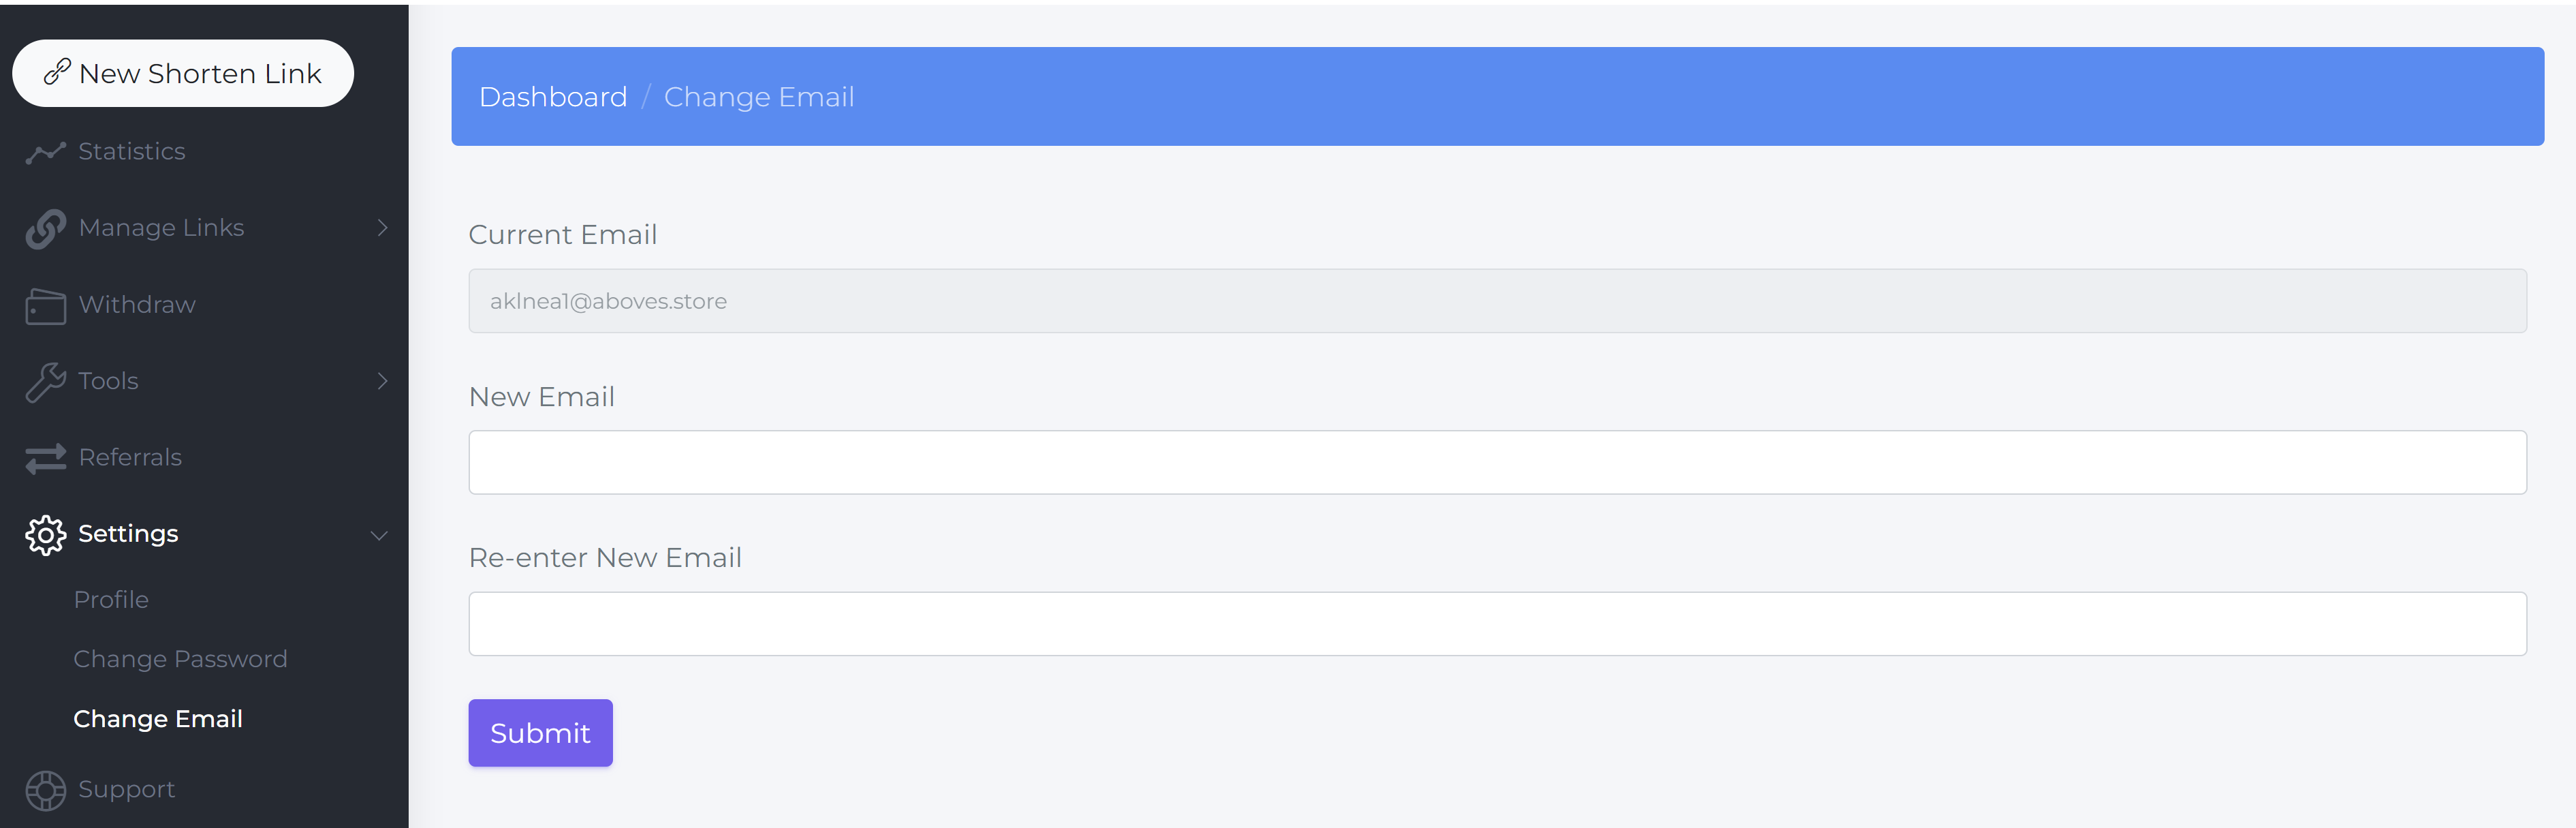 New Shorten Link
Statistics
Manage Links
Withdraw
Tools
Referrals
Settings
Profile
Change Password
Change Email
Support
Dashboard / Change Email
Current Email
aklnea1@aboves.store
New Email
Re-enter New Email
Submit